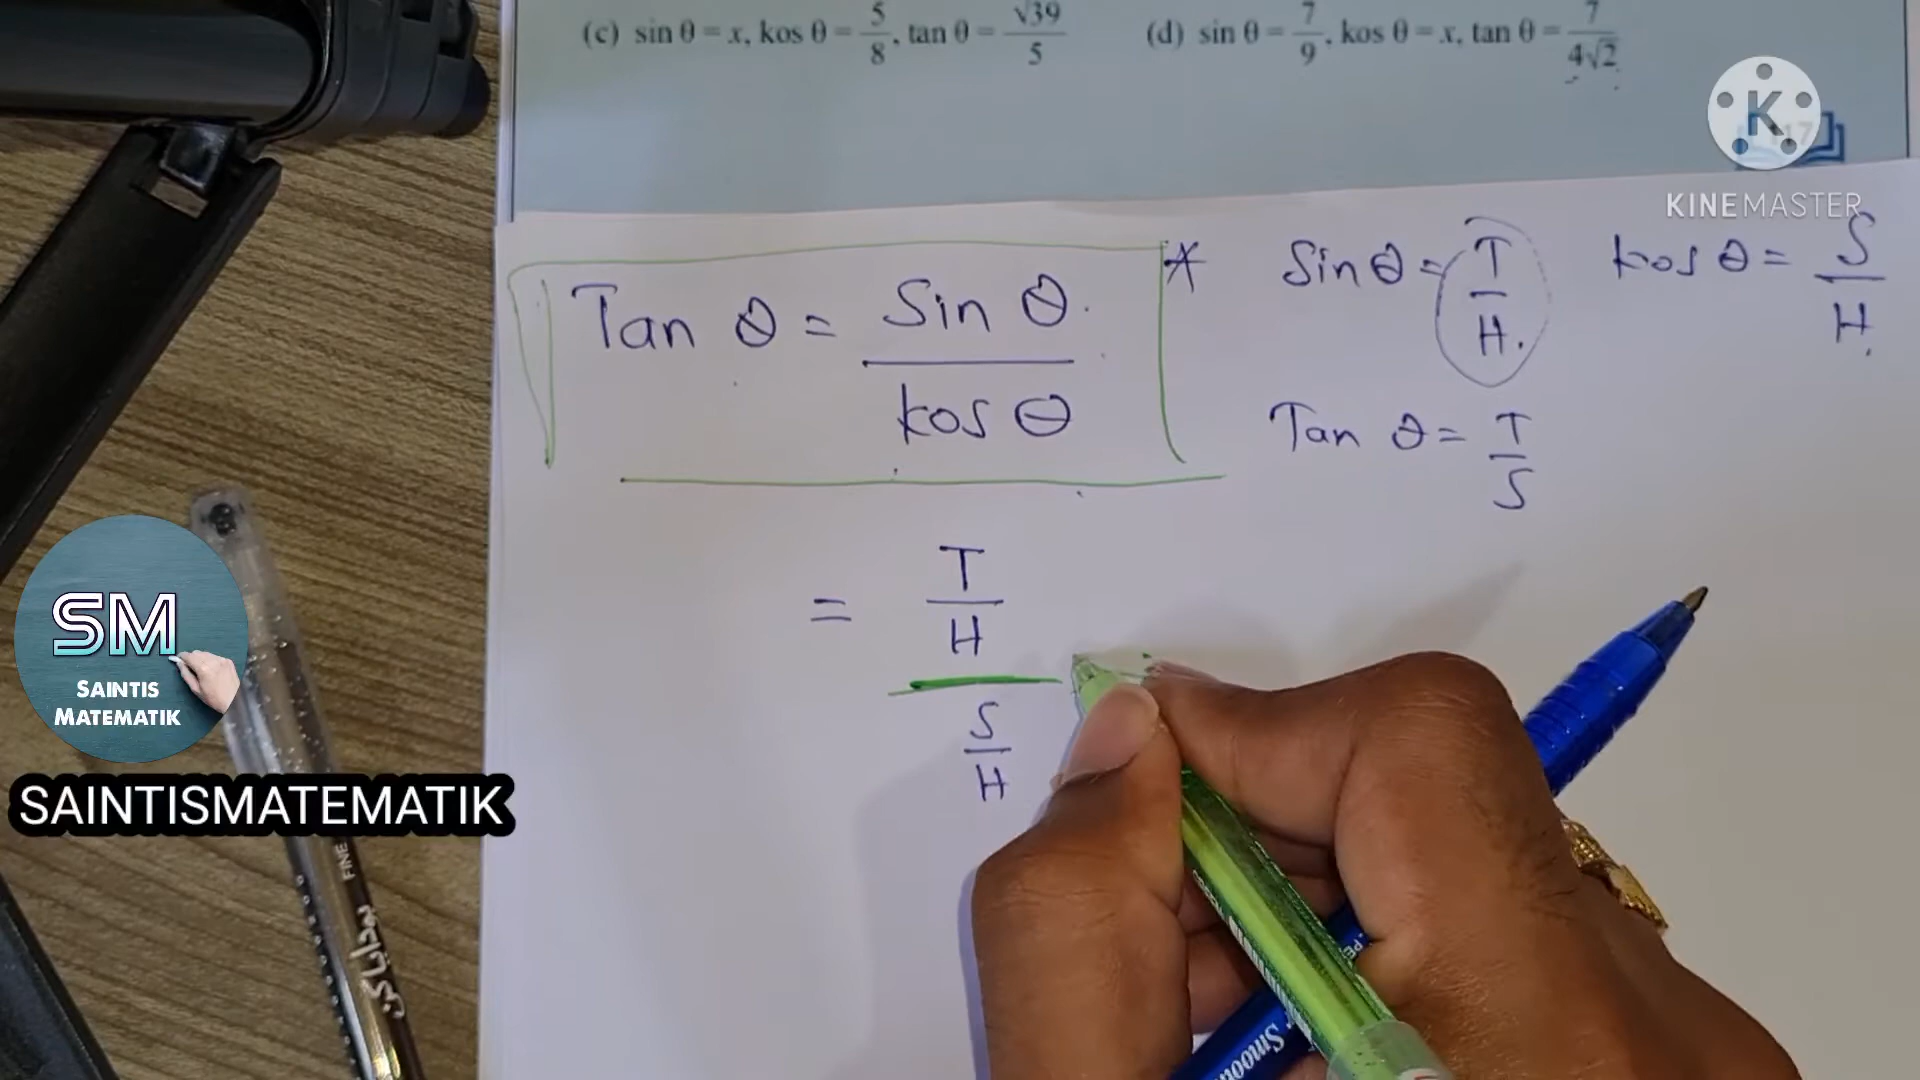 (c) sin θ = x, kos θ = 5/8, tan θ = √39/5
(d) sin θ = 7/9, kos θ = x, tan θ = 7/4√2
KINEMASTER
Tan θ = Sin θ / kos θ
* Sin θ = T/H.
kos θ = S/H
Tan θ = T/S
= T/H
S/H
SM
SAINTIS
MATEMATIK
SAINTISMATEMATIK
FINE